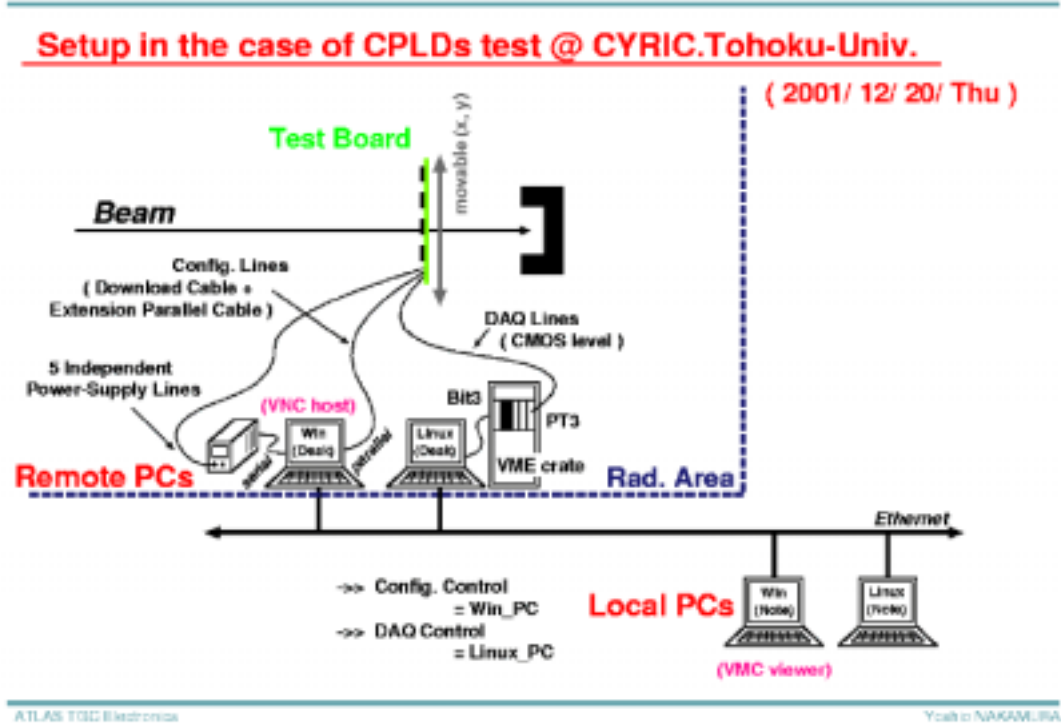 Setup in the case of CPLDs test @ CYRIC.Tohoku-Univ.
( 2001/ 12/ 20/ Thu )
Test Board
movable (x, y)
Beam
Config. Lines
( Download Cable +
Extension Parallel Cable )
DAQ Lines
( CMOS level )
5 Independent
Power-Supply Lines
(VNC host)
Bit3
PT3
Win
(Desk)
Linux
(Desk)
serial
parallel
VME crate
Remote PCs
Rad. Area
Ethernet
->> Config. Control
= Win_PC
->> DAQ Control
= Linux_PC
Local PCs
Win
(Note)
Linux
(Note)
(VMC viewer)
ATLAS TGC Electronics
Yoshio NAKAMURA